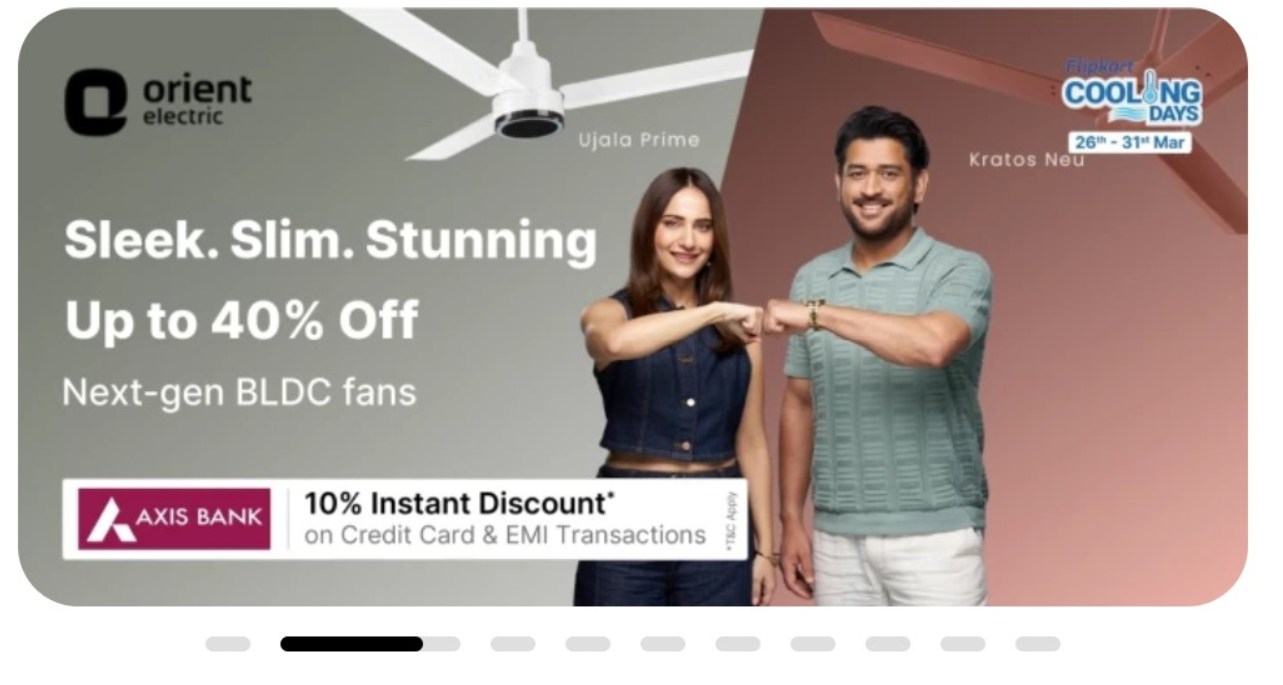 orient
electric
Ujala Prime
Flipkart
COOLING
DAYS
26th - 31st Mar
Kratos Neu
Sleek. Slim. Stunning
Up to 40% Off
Next-gen BLDC fans
AXIS BANK
10% Instant Discount*
on Credit Card & EMI Transactions
*T&C Apply